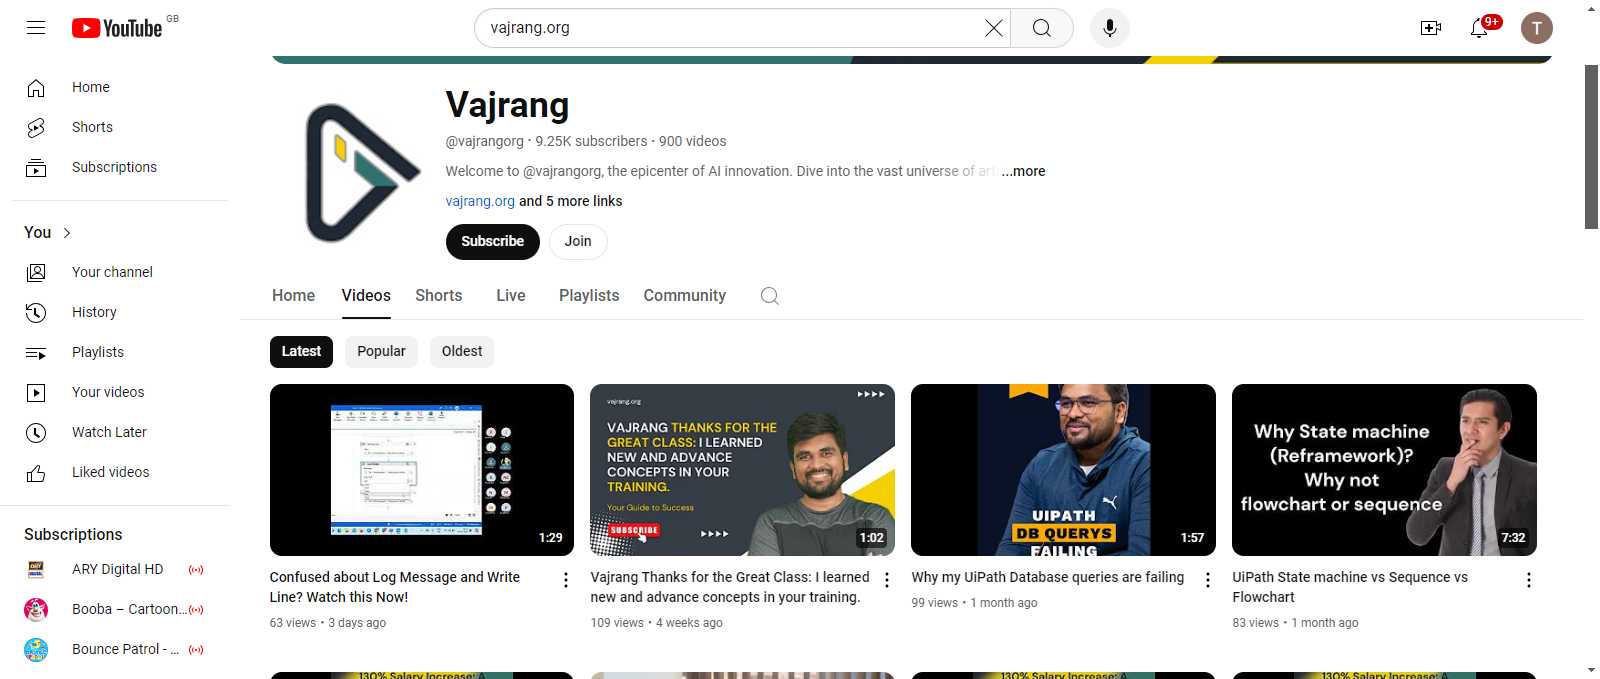 YouTube GB
vajrang.org
9+
T
Home
Shorts
Subscriptions
You
Your channel
History
Playlists
Your videos
Watch Later
Liked videos
Subscriptions
ARY Digital HD
Booba – Cartoon...
Bounce Patrol - ...
Vajrang
@vajrangorg · 9.25K subscribers · 900 videos
Welcome to @vajrangorg, the epicenter of AI innovation. Dive into the vast universe of art ...more
vajrang.org and 5 more links
Subscribe Join
Home Videos Shorts Live Playlists Community
Latest Popular Oldest
1:29
Confused about Log Message and Write
Line? Watch this Now!
63 views • 3 days ago
vajrang.org
VAJRANG THANKS FOR THE
GREAT CLASS: I LEARNED
NEW AND ADVANCE
CONCEPTS IN YOUR
TRAINING.
Your Guide to Success
SUBSCRIBE
1:02
Vajrang Thanks for the Great Class: I learned
new and advance concepts in your training.
109 views • 4 weeks ago
UIPATH
DB QUERYS
FAILING
1:57
Why my UiPath Database queries are failing
99 views • 1 month ago
Why State machine
(Reframework)?
Why not
flowchart or sequence
7:32
UiPath State machine vs Sequence vs
Flowchart
83 views • 1 month ago
130% Salary Increase: A
130% Salary Increase: A
130% Salary Increase: A